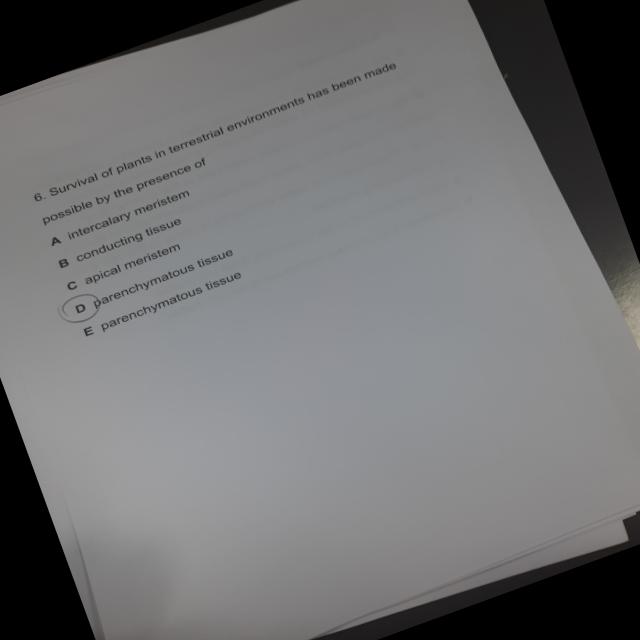 6. Survival of plants in terrestrial environments has been made
possible by the presence of
A intercalary meristem
B conducting tissue
C apical meristem
D parenchymatous tissue
E parenchymatous tissue